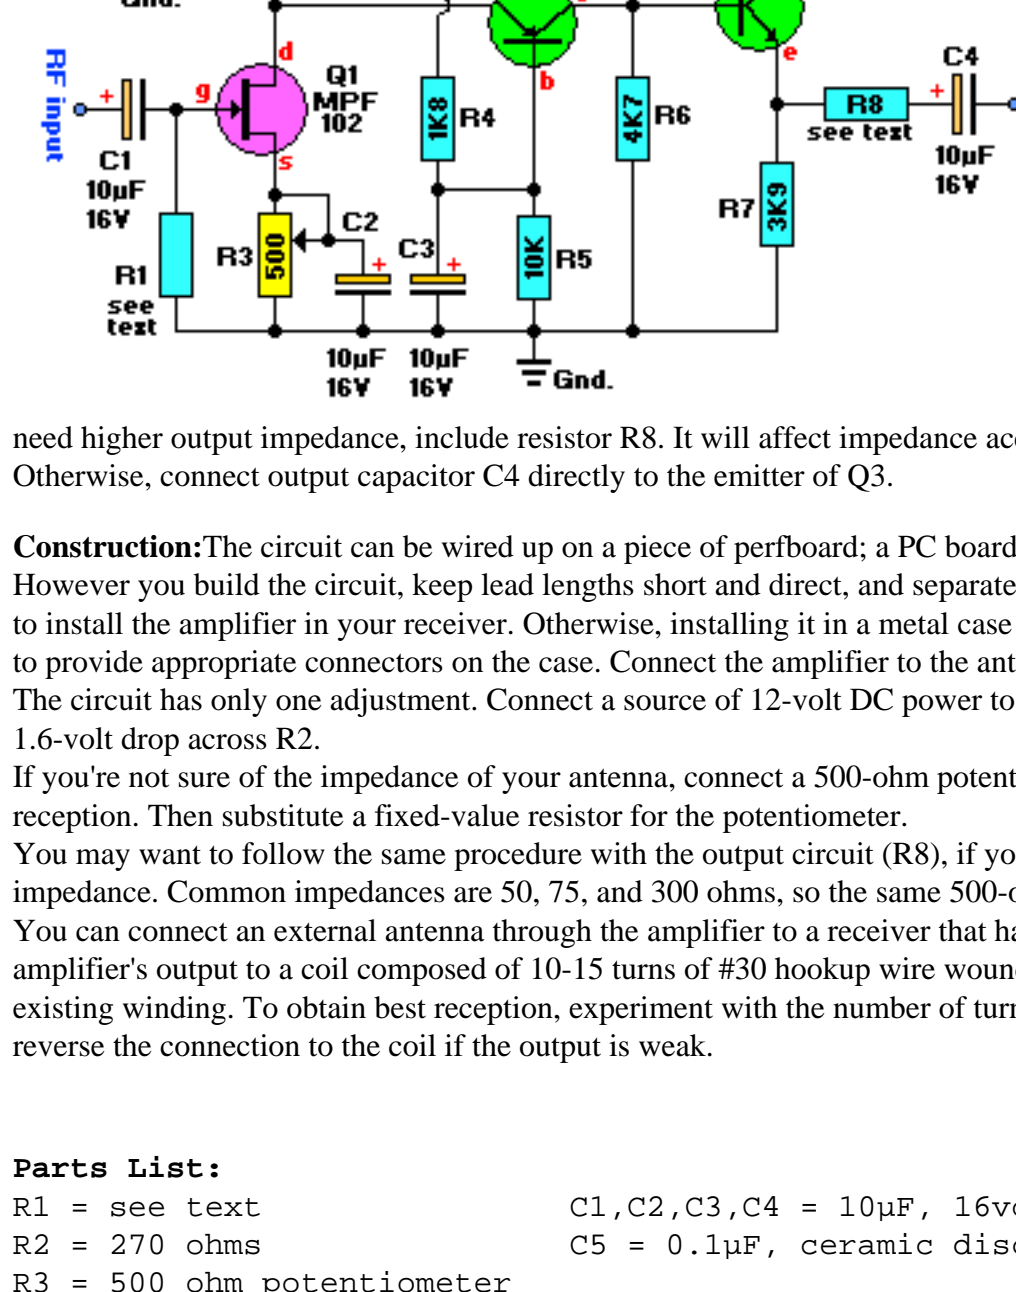 Gnd.
d
e
b
e
C4
RF input
+
g
Q1
MPF
102
1K8
R4
4K7
R6
R8
see text
+
C1
10µF
16V
s
10µF
16V
R7
3K9
C2
R3
500
C3
+
+
10K
R5
R1
see
text
10µF
16V
10µF
16V
Gnd.
need higher output impedance, include resistor R8. It will affect impedance
Otherwise, connect output capacitor C4 directly to the emitter of Q3.
Construction:The circuit can be wired up on a piece of perfboard; a PC board
However you build the circuit, keep lead lengths short and direct, and separate
to install the amplifier in your receiver. Otherwise, installing it in a metal case
to provide appropriate connectors on the case. Connect the amplifier to the ant
The circuit has only one adjustment. Connect a source of 12-volt DC power to
1.6-volt drop across R2.
If you're not sure of the impedance of your antenna, connect a 500-ohm potent
reception. Then substitute a fixed-value resistor for the potentiometer.
You may want to follow the same procedure with the output circuit (R8), if yo
impedance. Common impedances are 50, 75, and 300 ohms, so the same 500-o
You can connect an external antenna through the amplifier to a receiver that ha
amplifier's output to a coil composed of 10-15 turns of #30 hookup wire woun
existing winding. To obtain best reception, experiment with the number of turn
reverse the connection to the coil if the output is weak.
Parts List:
R1 = see text C1,C2,C3,C4 = 10µF, 16vo
R2 = 270 ohms C5 = 0.1µF, ceramic disc
R3 = 500 ohm potentiometer